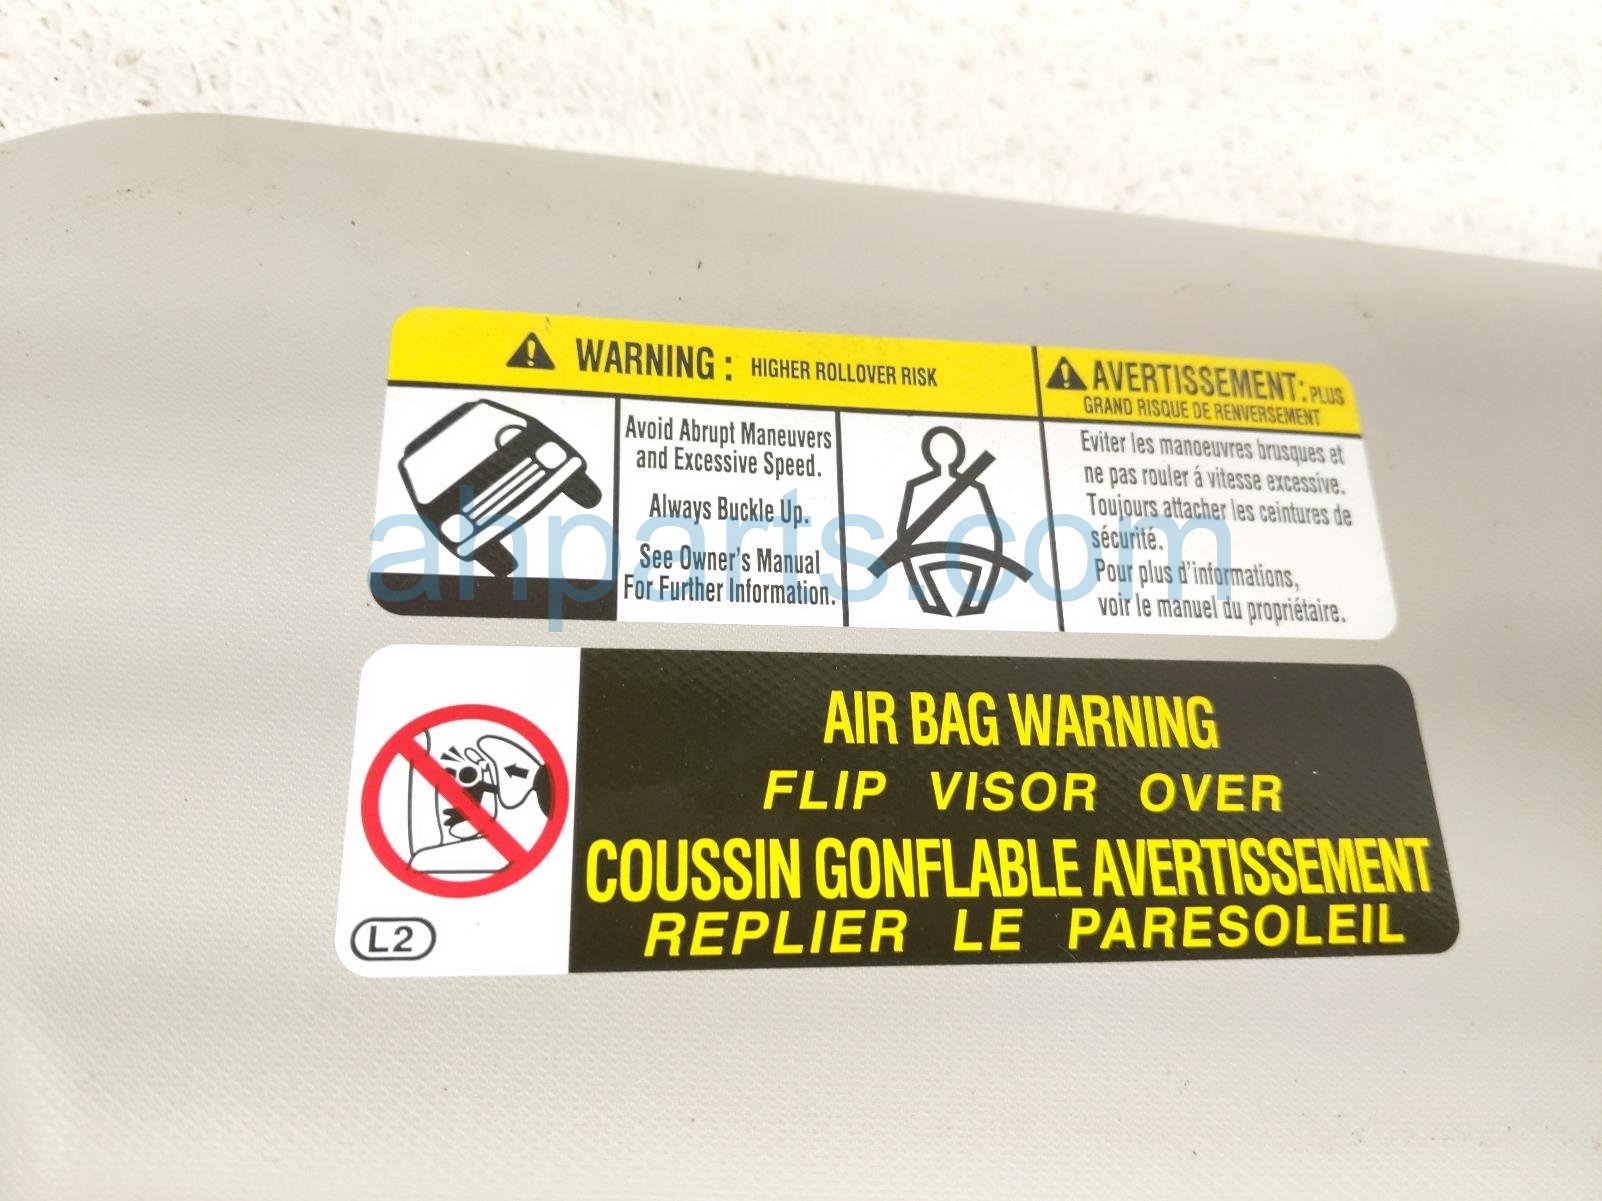 WARNING : HIGHER ROLLOVER RISK
Avoid Abrupt Maneuvers
and Excessive Speed.
Always Buckle Up.
See Owner's Manual
For Further Information.
AVERTISSEMENT: PLUS
GRAND RISQUE DE RENVERSEMENT
Eviter les manoeuvres brusques et
ne pas rouler á vitesse excessive.
Toujours attacher les ceintures de
sécurité.
Pour plus d'informations,
voir le manuel du propriétaire.
ahparts.com
AIR BAG WARNING
FLIP VISOR OVER
COUSSIN GONFLABLE AVERTISSEMENT
REPLIER LE PARESOLEIL
L2